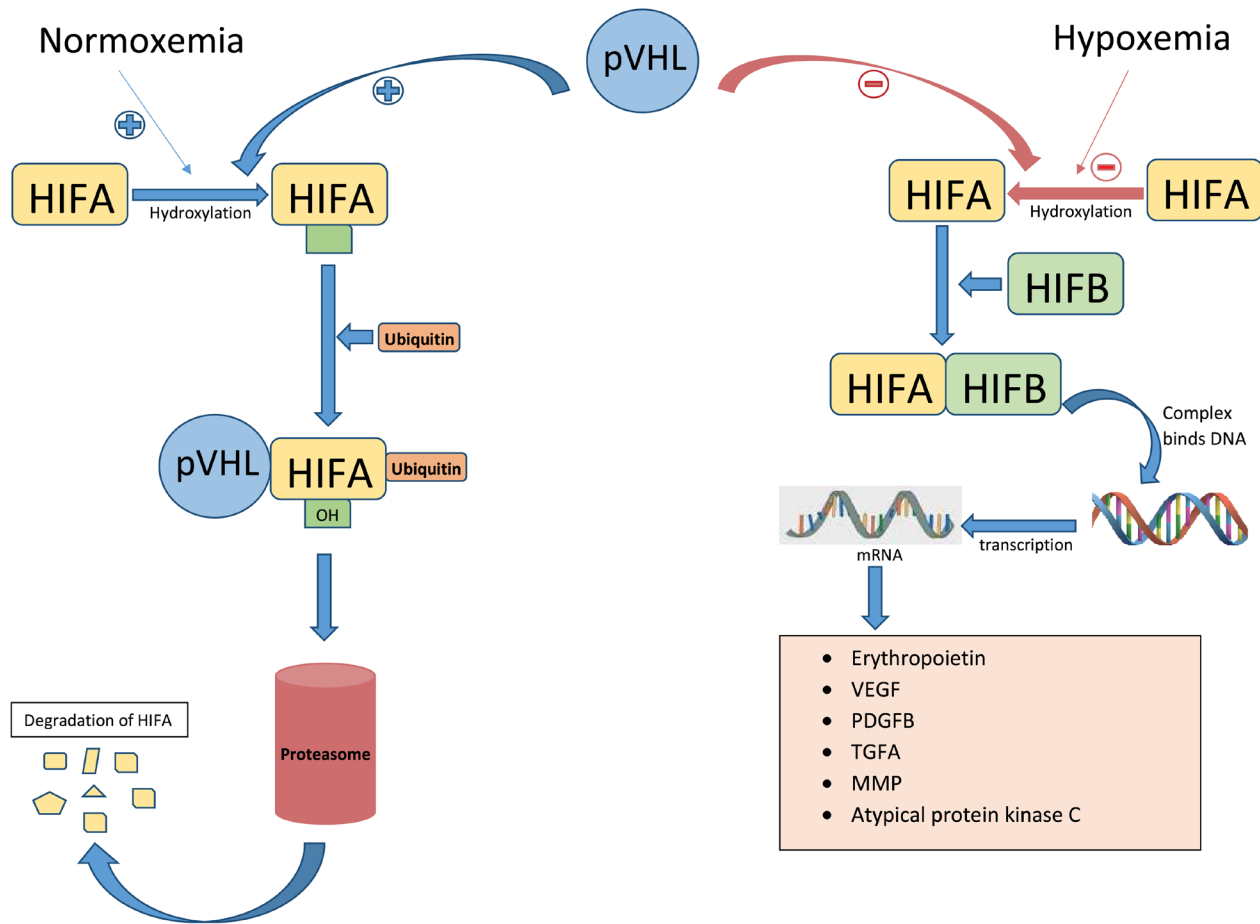 Normoxemia
pVHL
Hypoxemia
HIFA
Hydroxylation
HIFA
HIFA
Hydroxylation
HIFA
HIFB
Ubiquitin
HIFA
HIFB
Complex
binds DNA
pVHL
HIFA
Ubiquitin
OH
transcription
mRNA
• Erythropoietin
• VEGF
• PDGFB
• TGFA
• MMP
• Atypical protein kinase C
Degradation of HIFA
Proteasome